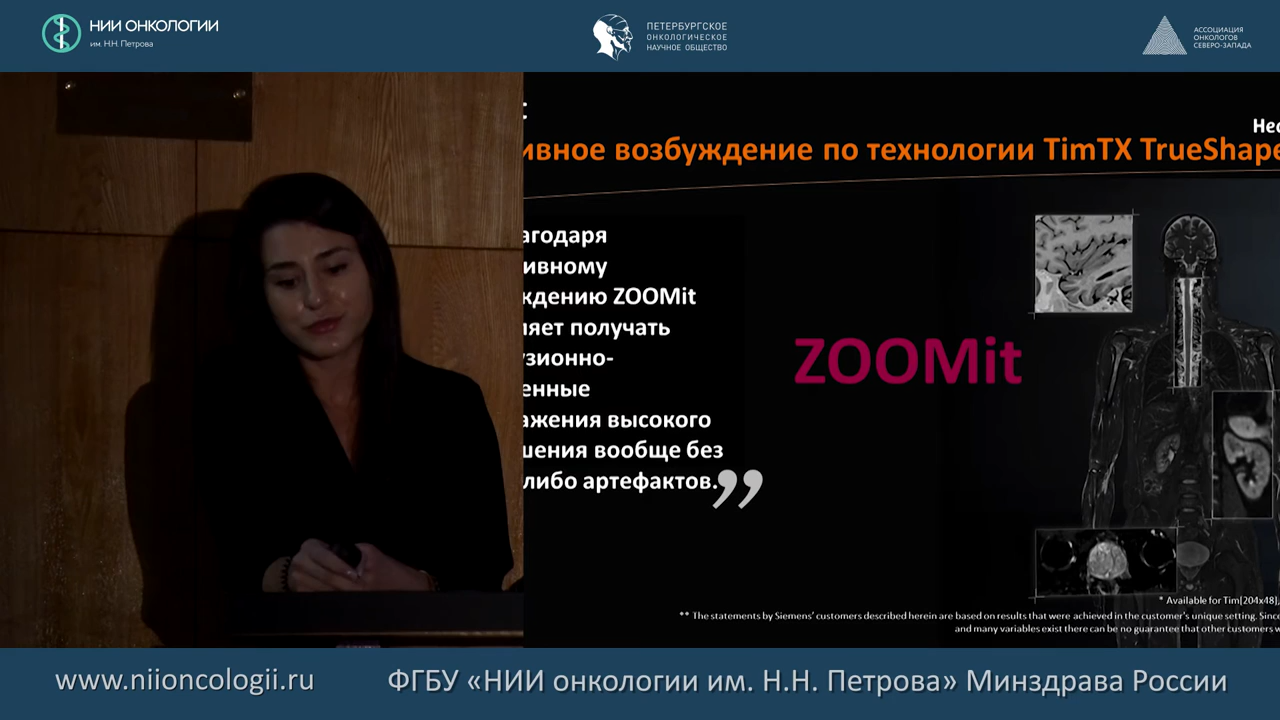 НИИ ОНКОЛОГИИ
им. Н.Н. Петрова
ПЕТЕРБУРГСКОЕ
ОНКОЛОГИЧЕСКОЕ
НАУЧНОЕ ОБЩЕСТВО
АССОЦИАЦИЯ
ОНКОЛОГОВ
СЕВЕРО-ЗАПАДА
Нес
ивное возбуждение по технологии TimTX TrueShape
агодаря
ивному
ждению ZOOMit
ляет получать
узионно-
енные
ажения высокого
шения вообще без
либо артефактов.”
ZOOMit
* Available for Tim[204x48],
** The statements by Siemens' customers described herein are based on results that were achieved in the customer's unique setting. Since
and many variables exist there can be no guarantee that other customers w
www.niioncologii.ru
ФГБУ «НИИ онкологии им. Н.Н. Петрова» Минздрава России